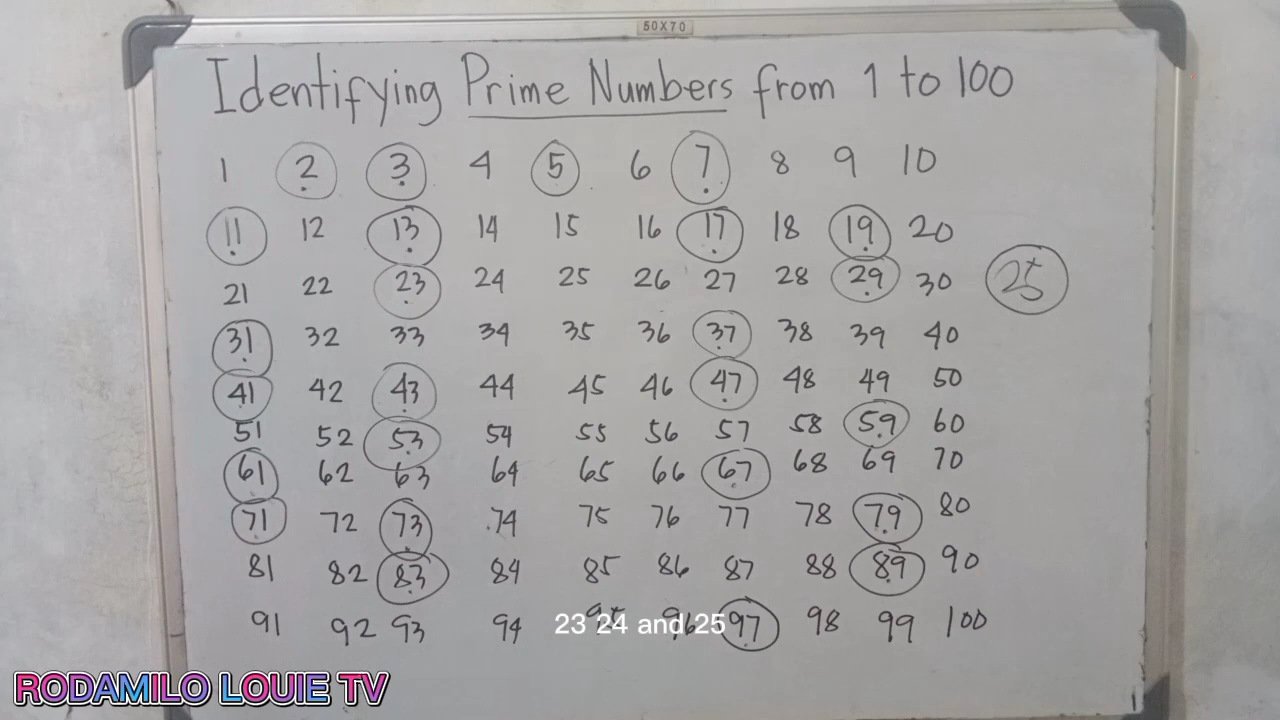 50X70
Identifying Prime Numbers from 1 to 100
1 2 3 4 5 6 7 8 9 10
11 12 13 14 15 16 17 18 19 20
21 22 23 24 25 26 27 28 29 30 25
31 32 33 34 35 36 37 38 39 40
41 42 43 44 45 46 47 48 49 50
51 52 53 54 55 56 57 58 59 60
61 62 63 64 65 66 67 68 69 70
71 72 73 74 75 76 77 78 79 80
81 82 83 84 85 86 87 88 89 90
91 92 93 94 95 96 97 98 99 100
23 24 and 25
RODAMILO LOUIE TV